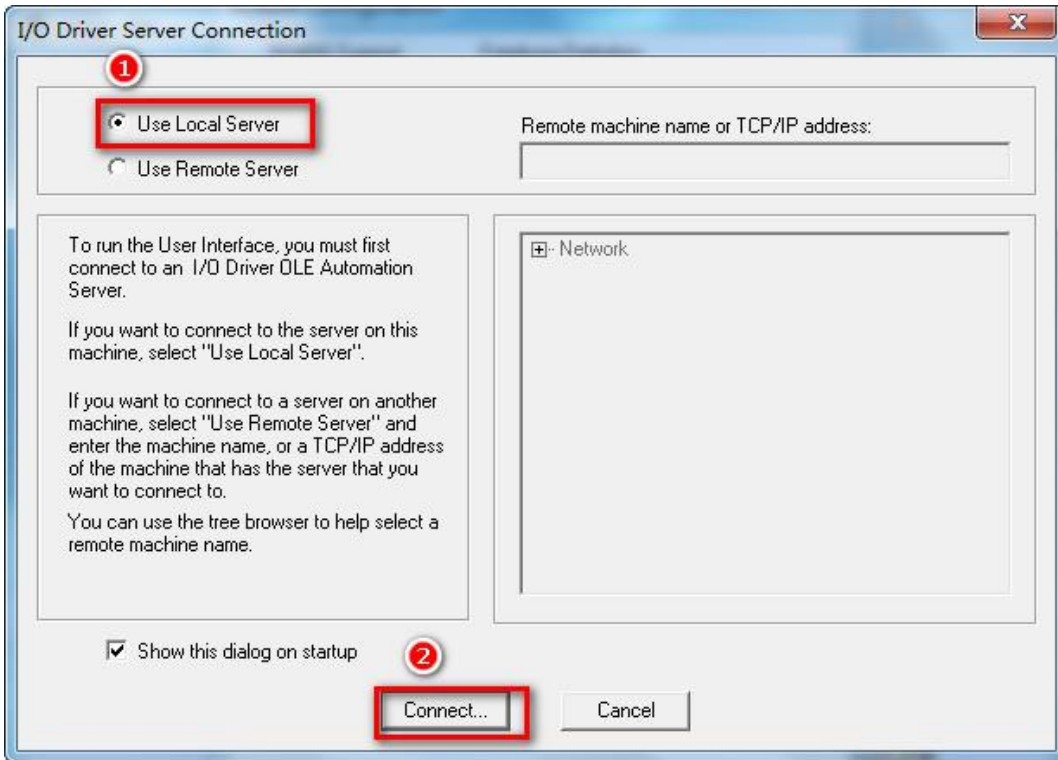 I/O Driver Server Connection
1
Use Local Server
Use Remote Server
Remote machine name or TCP/IP address:
To run the User Interface, you must first
connect to an I/O Driver OLE Automation
Server.
If you want to connect to the server on this
machine, select "Use Local Server".
If you want to connect to a server on another
machine, select "Use Remote Server" and
enter the machine name, or a TCP/IP address
of the machine that has the server that you
want to connect to.
You can use the tree browser to help select a
remote machine name.
Network
Show this dialog on startup
2
Connect...
Cancel